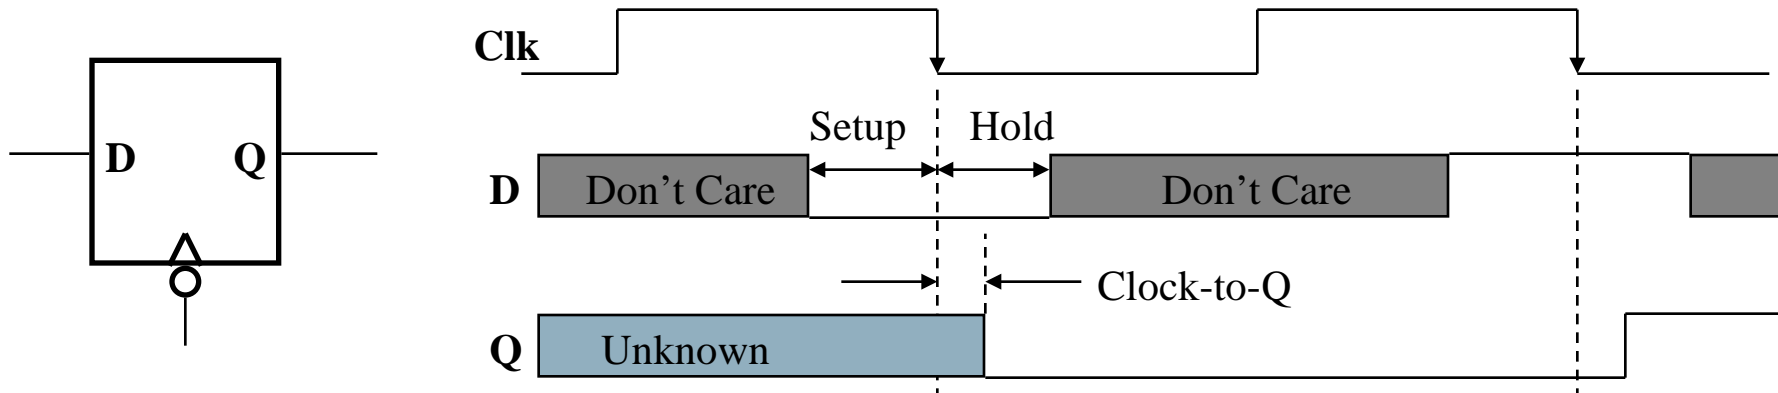 Clk
Setup
Hold
D
Q
D
Don’t Care
Don’t Care
Clock-to-Q
Q
Unknown